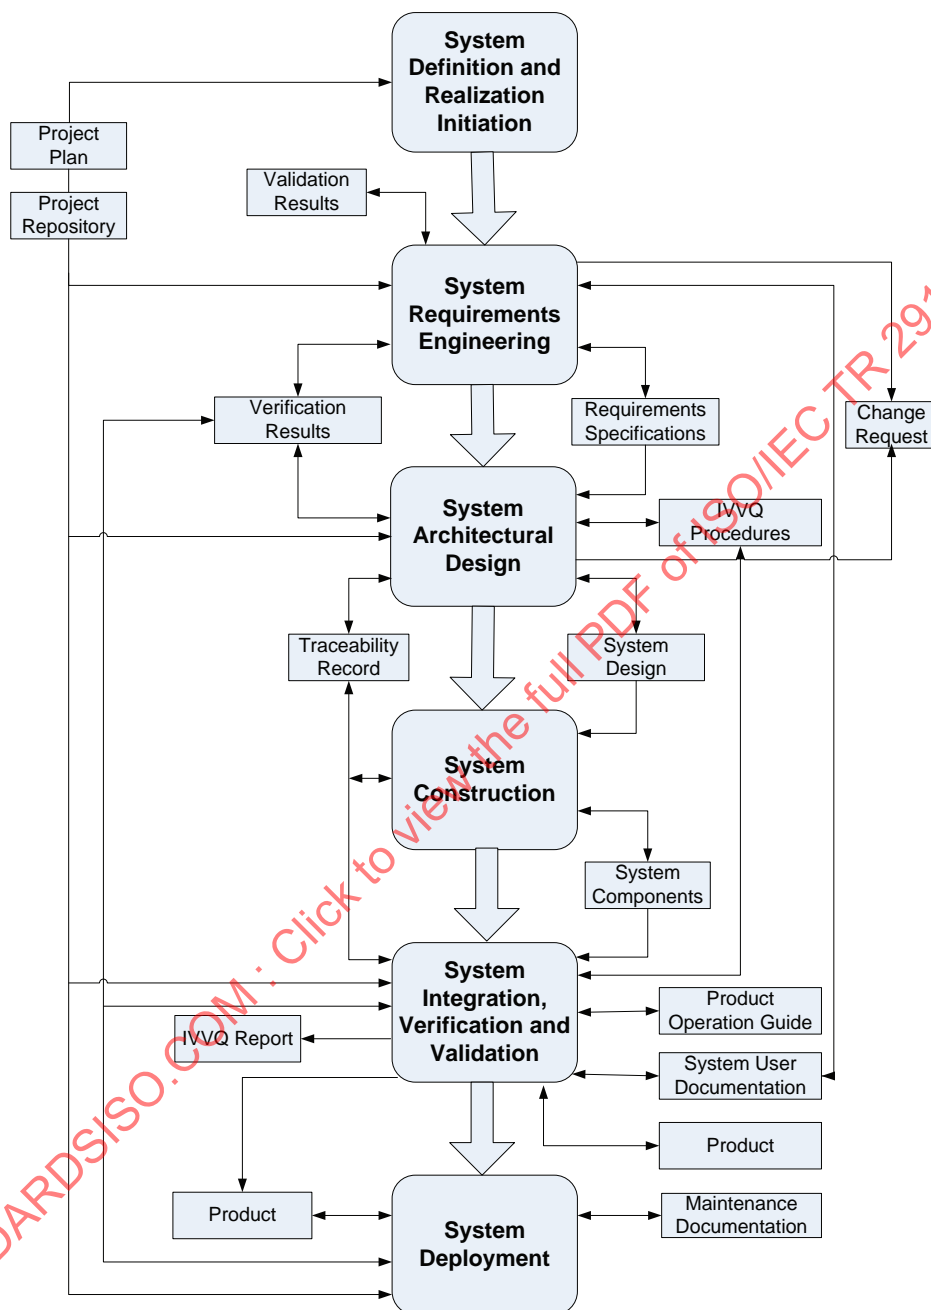 System
Definition and
Realization
Initiation
Project
Plan
Validation
Results
Project
Repository
System
Requirements
Engineering
Verification
Results
Requirements
Specifications
Change
Request
System
Architectural
Design
IVVQ
Procedures
Traceability
Record
System
Design
System
Construction
System
Components
System
Integration,
Verification and
Validation
Product
Operation Guide
IVVQ Report
System User
Documentation
Product
Product
Maintenance
Documentation
System
Deployment
DARDSISO.COM : Click to view the full PDF of ISO/IEC TR 291